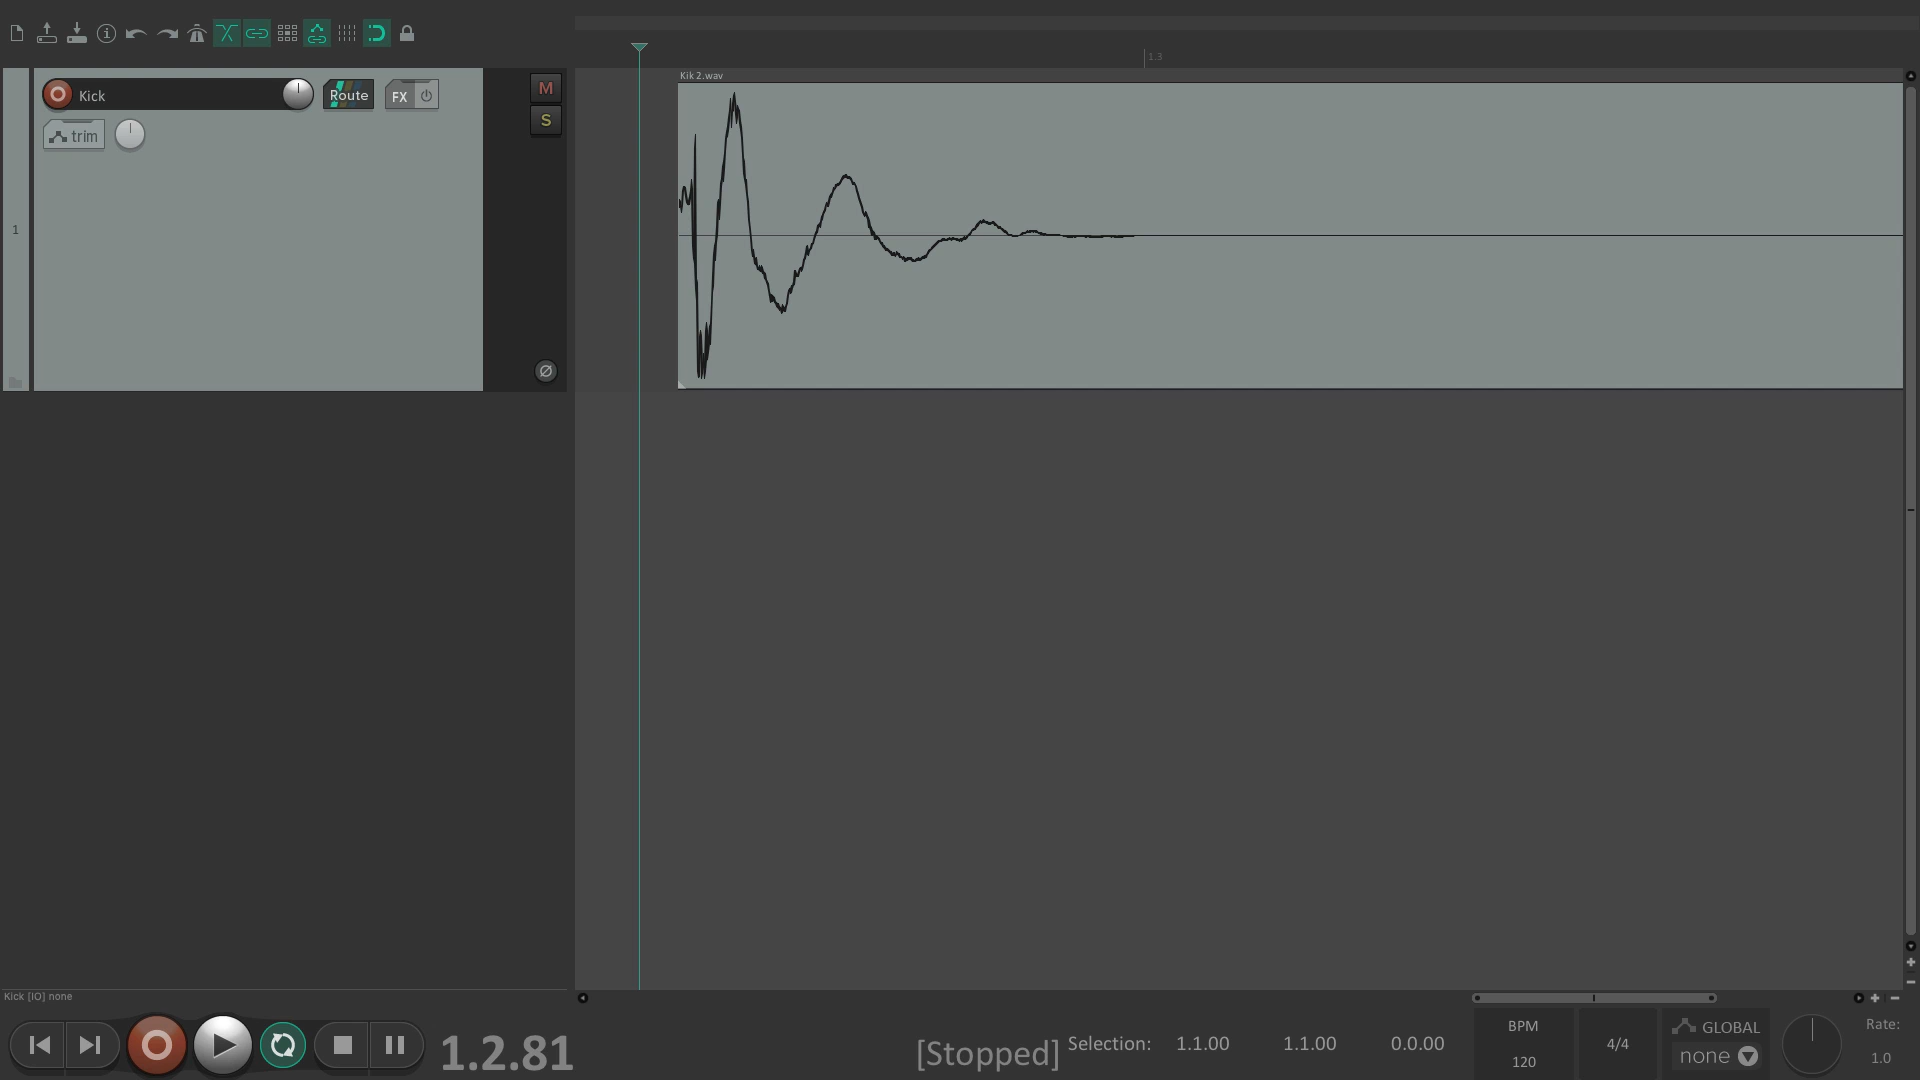 1.3
Kik 2.wav
Kick
Route
FX
M
S
trim
1
Kick [IO] none
1.2.81
[Stopped]
Selection: 1.1.00 1.1.00 0.0.00
BPM
120
4/4
GLOBAL
none
Rate:
1.0